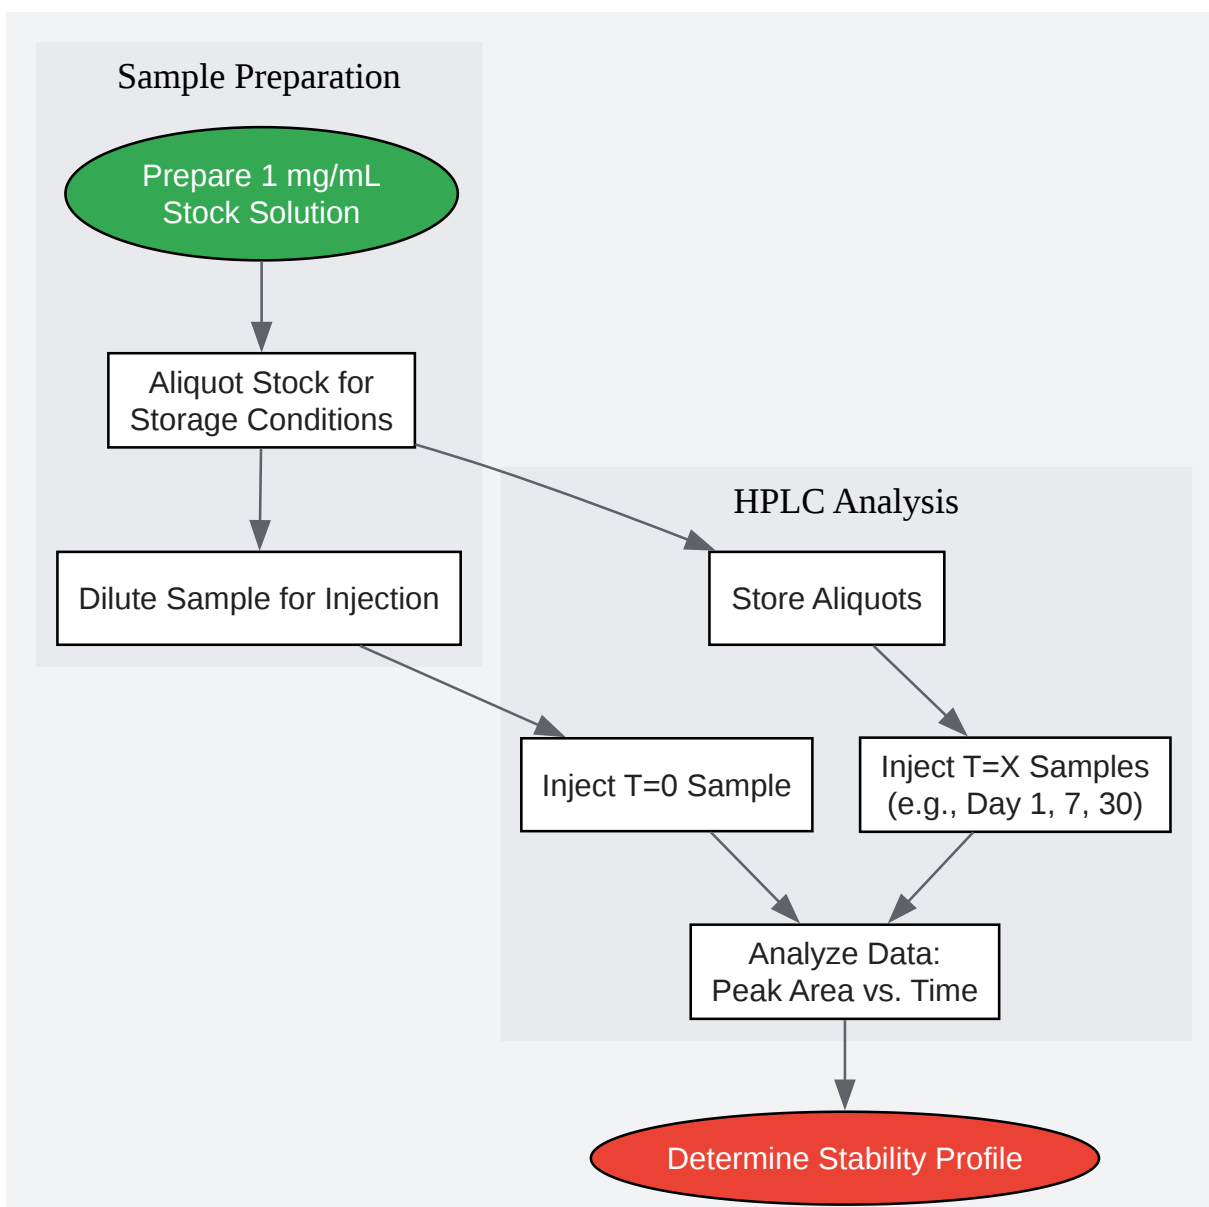 Sample Preparation
Prepare 1 mg/mL
Stock Solution
Aliquot Stock for
Storage Conditions
Dilute Sample for Injection
HPLC Analysis
Store Aliquots
Inject T=0 Sample
Inject T=X Samples
(e.g., Day 1, 7, 30)
Analyze Data:
Peak Area vs. Time
Determine Stability Profile